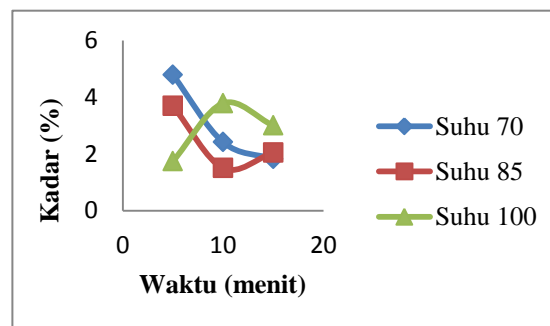 6
4
2
0
Kadar (%)
0 10 20
Waktu (menit)
Suhu 70
Suhu 85
Suhu 100